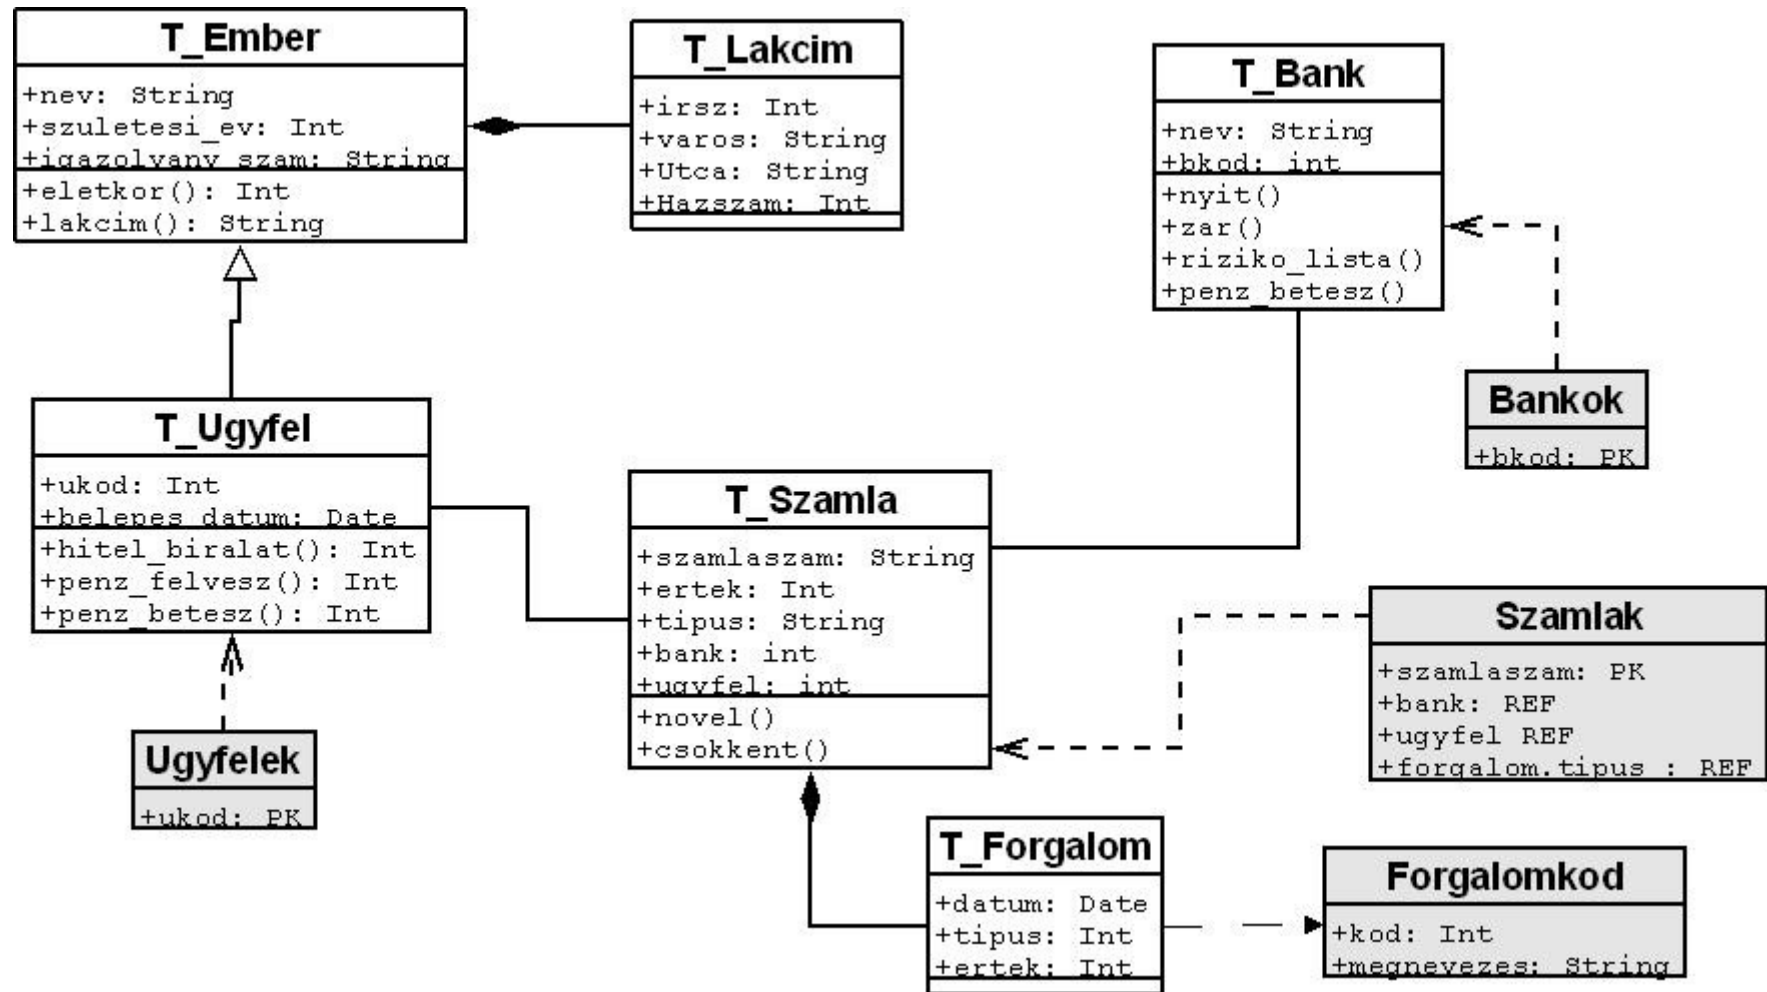 T_Ember
+nev: String
+szuletesi_ev: Int
+igazolvany_szam: String
+eletkor(): Int
+lakcim(): String
T_Lakcim
+irsz: Int
+varos: String
+Utca: String
+Hazszam: Int
T_Bank
+nev: String
+bkod: int
+nyit()
+zar()
+riziko_lista()
+penz_betesz()
Bankok
+bkod: PK
T_Ugyfel
+ukod: Int
+belepes_datum: Date
+hitel_biralat(): Int
+penz_felvesz(): Int
+penz_betesz(): Int
T_Szamla
+szamlaszam: String
+ertek: Int
+tipus: String
+bank: int
+ugyfel: int
+novel()
+csokkent()
Szamlak
+szamlaszam: PK
+bank: REF
+ugyfel REF
+forgalom.tipus : REF
Ugyfelek
+ukod: PK
T_Forgalom
+datum: Date
+tipus: Int
+ertek: Int
Forgalomkod
+kod: Int
+megnevezes: String